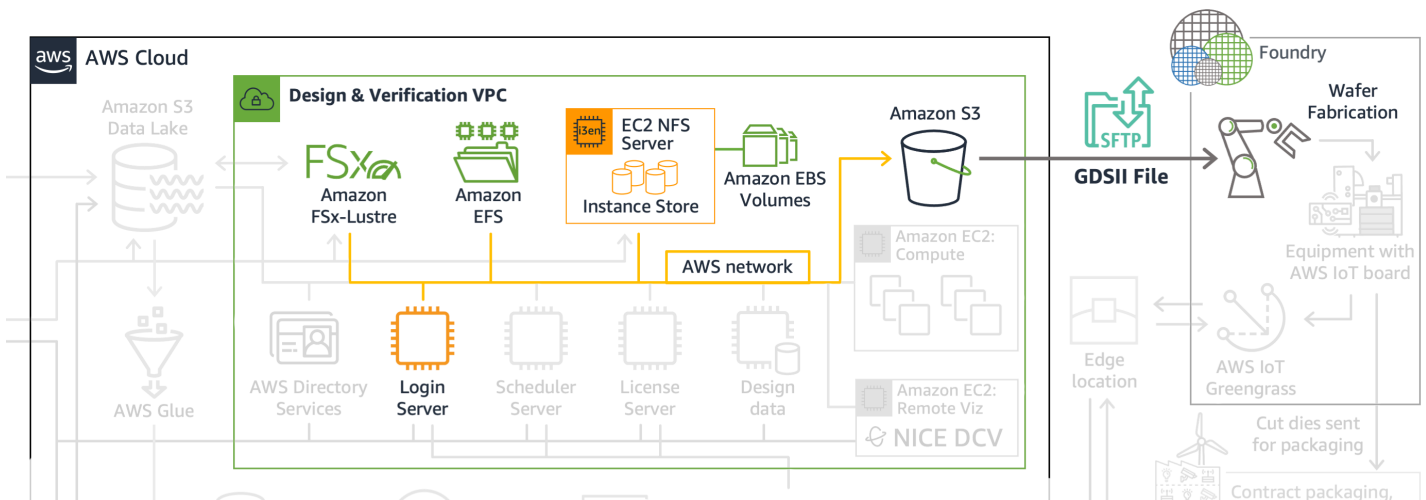 aws
AWS Cloud
Foundry
Amazon S3
Data Lake
Design & Verification VPC
FSx
Amazon
FSx-Lustre
Amazon
EFS
i3en
EC2 NFS
Server
Instance Store
Amazon EBS
Volumes
Amazon S3
SFTP
GDSII File
Wafer
Fabrication
Equipment with
AWS IoT board
AWS network
Amazon EC2:
Compute
AWS Glue
AWS Directory
Services
Login
Server
Scheduler
Server
License
Server
Design
data
Amazon EC2:
Remote Viz
NICE DCV
Edge
location
AWS IoT
Greengrass
Cut dies sent
for packaging
Contract packaging,